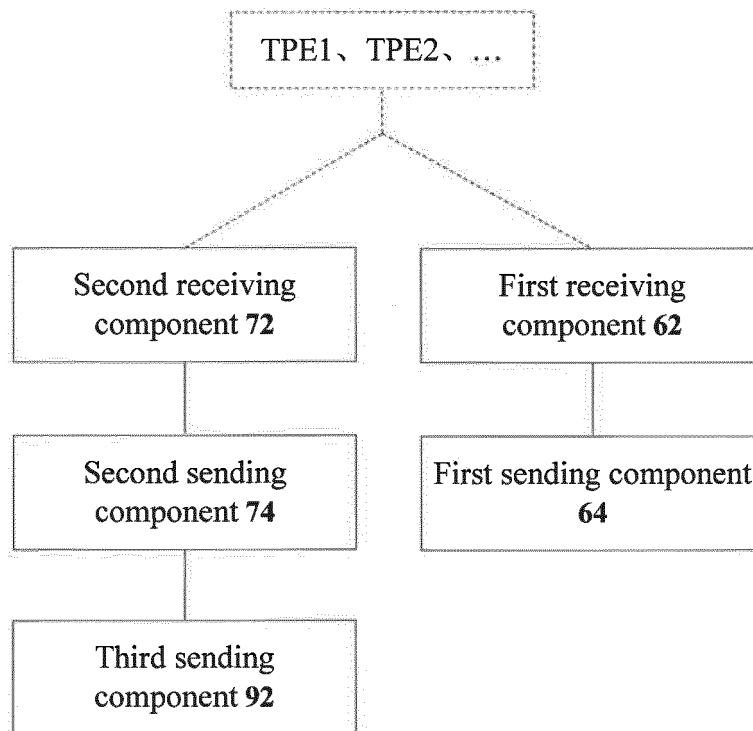 TPE1、TPE2、…
Second receiving
component 72
First receiving
component 62
Second sending
component 74
First sending component
64
Third sending
component 92